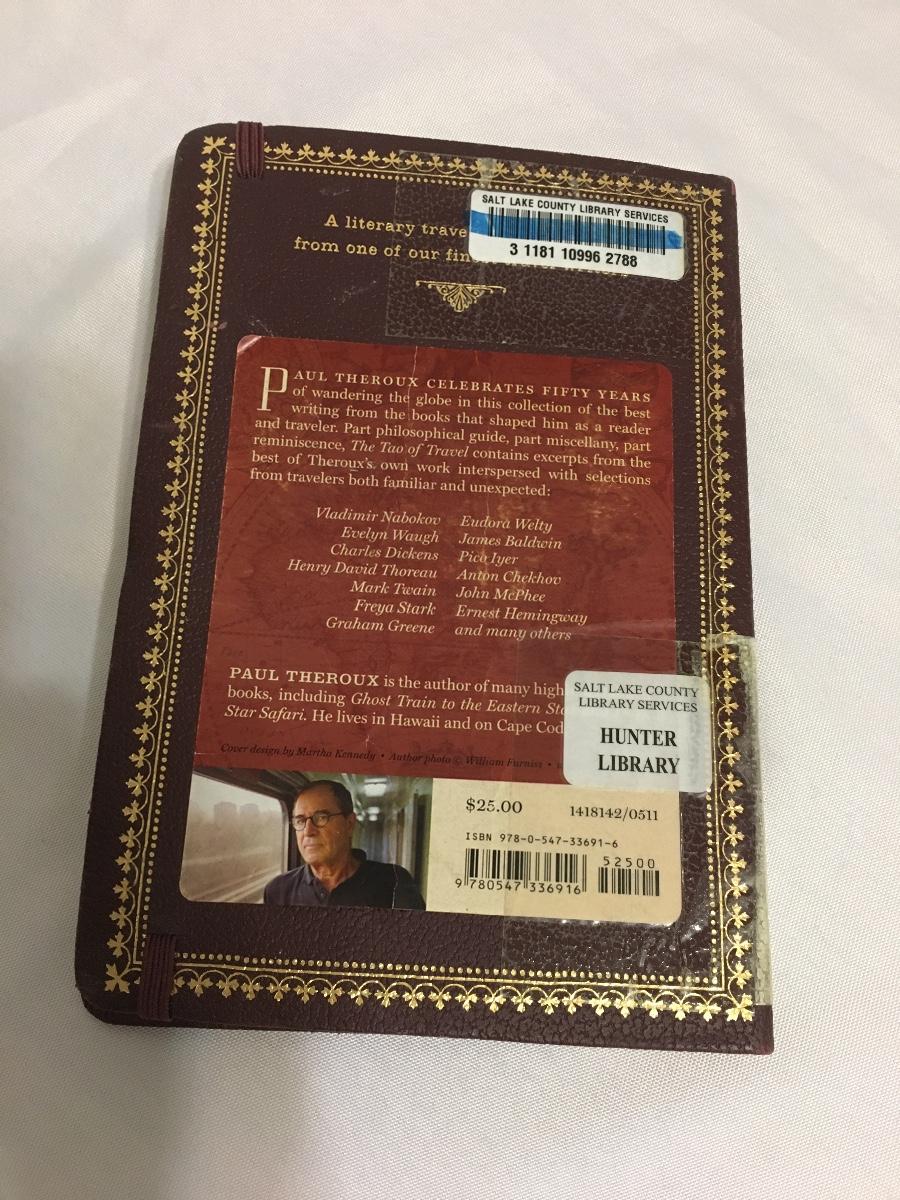 SALT LAKE COUNTY LIBRARY SERVICES
3 1181 10996 2788
A literary trave
from one of our fin
PAUL THEROUX CELEBRATES FIFTY YEARS
of wandering the globe in this collection of the best
writing from the books that shaped him as a reader
and traveler. Part philosophical guide, part miscellany, part
reminiscence, The Tao of Travel contains excerpts from the
best of Theroux's own work interspersed with selections
from travelers both familiar and unexpected:
Vladimir Nabokov
Evelyn Waugh
Charles Dickens
Henry David Thoreau
Mark Twain
Freya Stark
Graham Greene
Eudora Welty
James Baldwin
Pico Iyer
Anton Chekhov
John McPhee
Ernest Hemingway
and many others
PAUL THEROUX is the author of many high
books, including Ghost Train to the Eastern Sta
Star Safari. He lives in Hawaii and on Cape Cod
SALT LAKE COUNTY
LIBRARY SERVICES
HUNTER
LIBRARY
Cover design by Martha Kennedy • Author photo © William Furniss •
$25.00
1418142/0511
ISBN 978-0-547-33691-6
52500
9 780547 336916